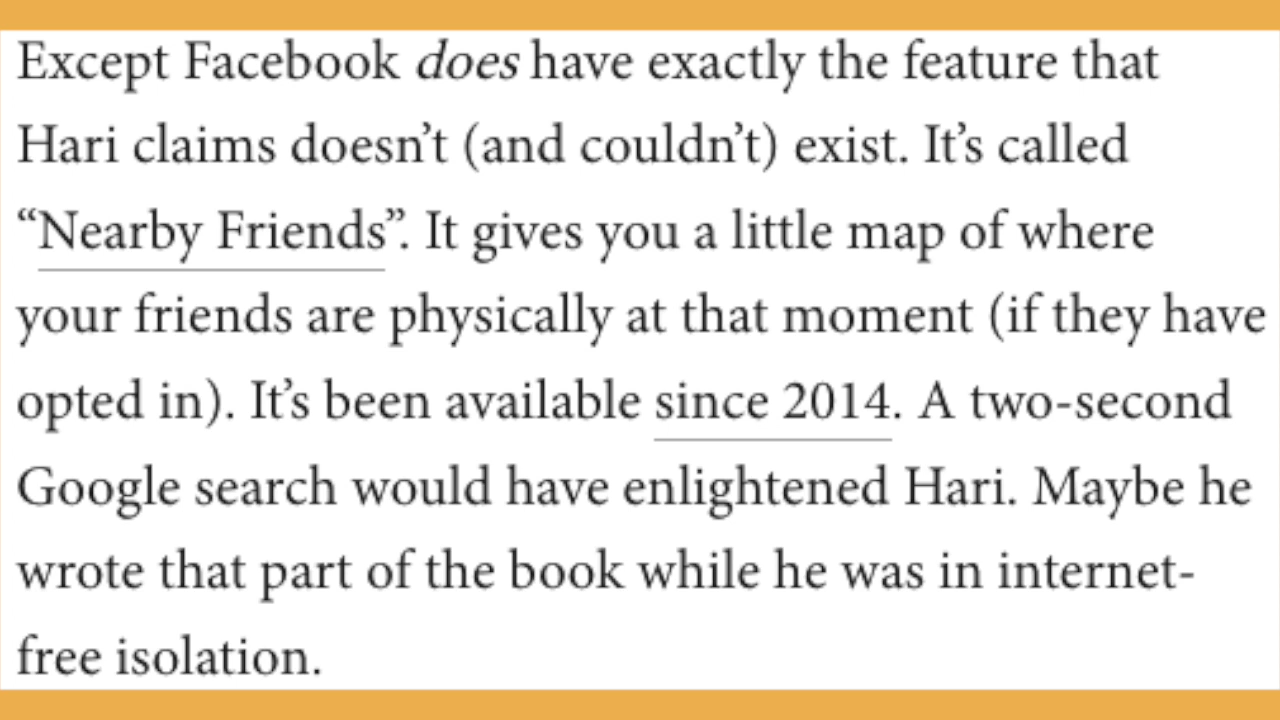 Except Facebook does have exactly the feature that
Hari claims doesn’t (and couldn’t) exist. It’s called
“Nearby Friends”. It gives you a little map of where
your friends are physically at that moment (if they have
opted in). It’s been available since 2014. A two-second
Google search would have enlightened Hari. Maybe he
wrote that part of the book while he was in internet-
free isolation.